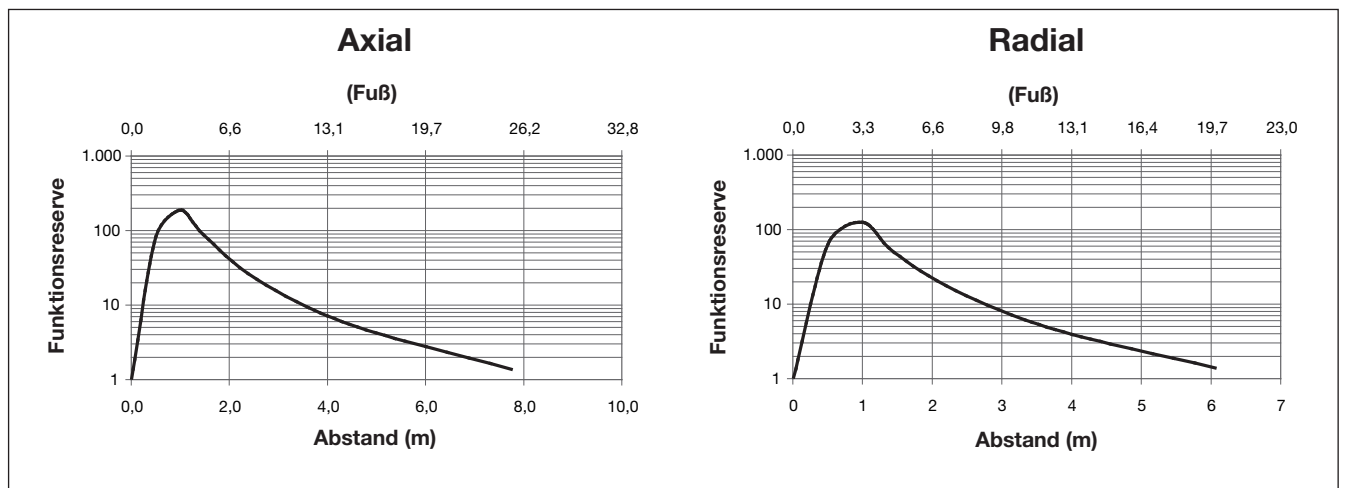 Axial
(Fuß)
0,0 6,6 13,1 19,7 26,2 32,8
1.000
100
10
1
Funktionsreserve
0,0 2,0 4,0 6,0 8,0 10,0
Abstand (m)
Radial
(Fuß)
0,0 3,3 6,6 9,8 13,1 16,4 19,7 23,0
1.000
100
10
1
Funktionsreserve
0 1 2 3 4 5 6 7
Abstand (m)